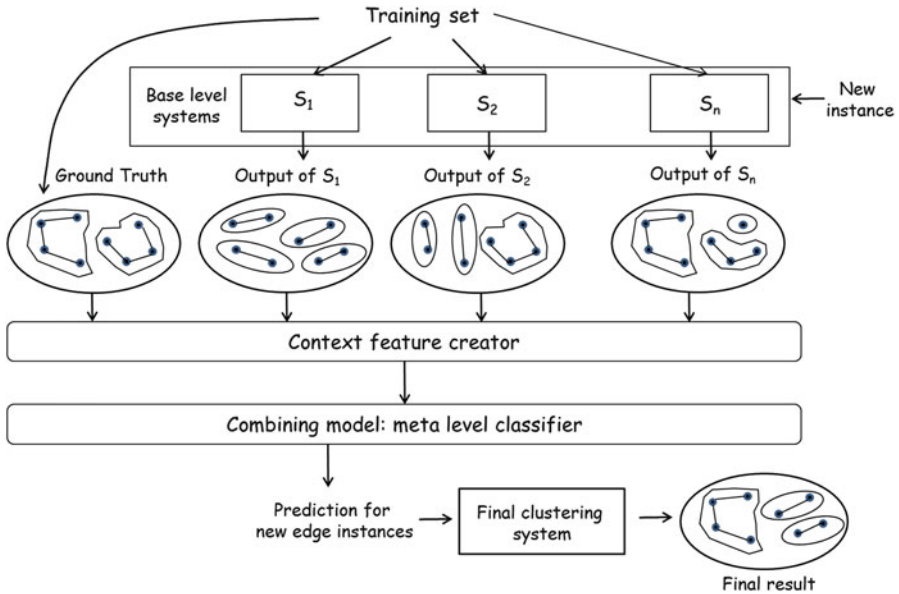 Training set
Base level
systems
S₁
S₂
Sₙ
New
instance
Ground Truth
Output of S₁
Output of S₂
Output of Sₙ
Context feature creator
Combining model: meta level classifier
Prediction for
new edge instances
Final clustering
system
Final result